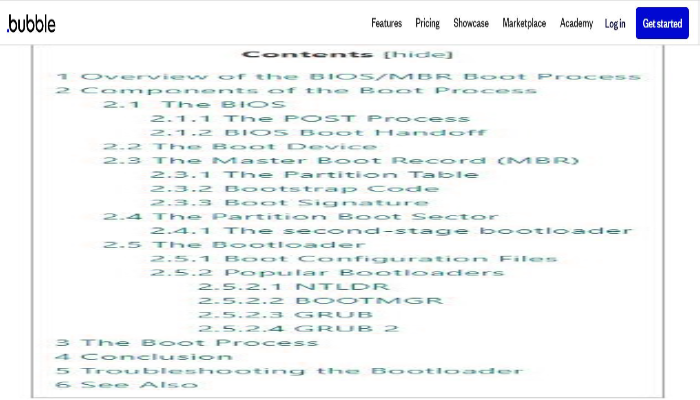 .bubble
Features Pricing Showcase Marketplace Academy Log in Get started
Contents [hide]
1 Overview of the BIOS/MBR Boot Process
2 Components of the Boot Process
2.1 The BIOS
2.1.1 The POST Process
2.1.2 BIOS Boot Handoff
2.2 The Boot Device
2.3 The Master Boot Record (MBR)
2.3.1 The Partition Table
2.3.2 Bootstrap Code
2.3.3 Boot Signature
2.4 The Partition Boot Sector
2.4.1 The second-stage bootloader
2.5 The Bootloader
2.5.1 Boot Configuration Files
2.5.2 Popular Bootloaders
2.5.2.1 NTLDR
2.5.2.2 BOOTMGR
2.5.2.3 GRUB
2.5.2.4 GRUB 2
3 The Boot Process
4 Conclusion
5 Troubleshooting the Bootloader
6 See Also